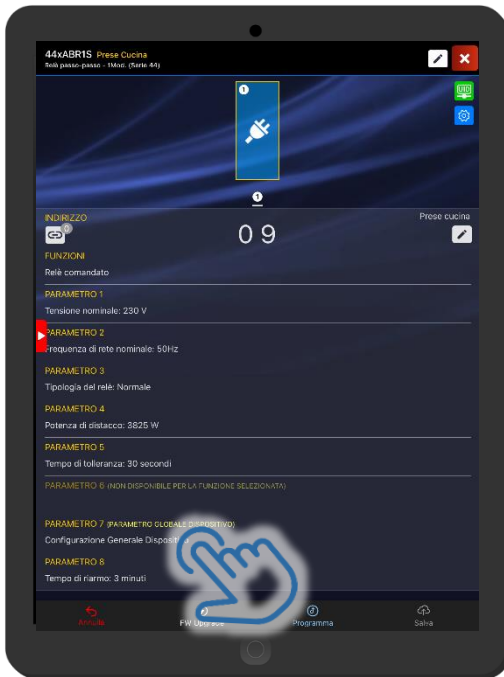 44xABR1S Prese Cucina
Relè passo-passo - 1Mod. (Serie 44)
UID
1
1
INDIRIZZO
Prese cucina
0
09
FUNZIONI
Relè comandato
PARAMETRO 1
Tensione nominale: 230 V
PARAMETRO 2
Frequenza di rete nominale: 50Hz
PARAMETRO 3
Tipologia del relè: Normale
PARAMETRO 4
Potenza di distacco: 3825 W
PARAMETRO 5
Tempo di tolleranza: 30 secondi
PARAMETRO 6 (NON DISPONIBILE PER LA FUNZIONE SELEZIONATA)
PARAMETRO 7 (PARAMETRO GLOBALE DISPOSITIVO)
Configurazione Generale Dispositivo
PARAMETRO 8
Tempo di riarmo: 3 minuti
Annulla FW Upgrade Programma Salva